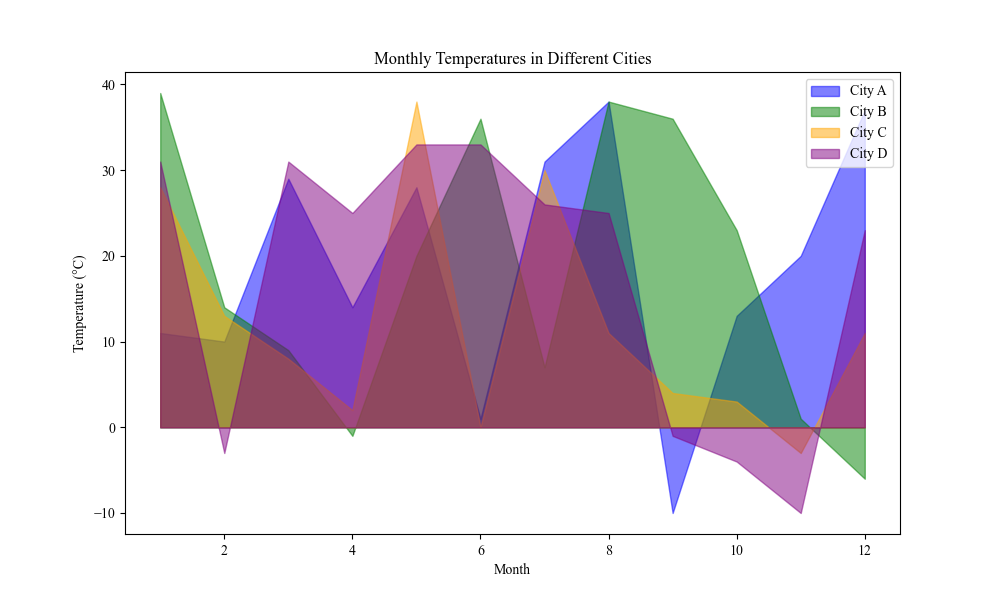 Monthly Temperatures in Different Cities
City A
City B
City C
City D
Temperature (°C)
40
30
20
10
0
−10
2
4
6
8
10
12
Month